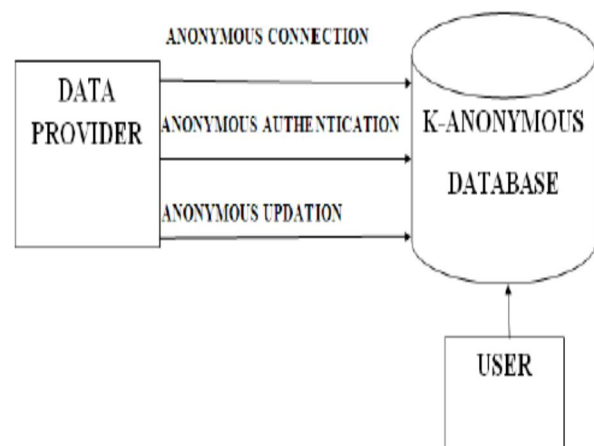 ANONYMOUS CONNECTION
DATA
PROVIDER
ANONYMOUS AUTHENTICATION
ANONYMOUS UPDATION
K-ANONYMOUS
DATABASE
USER